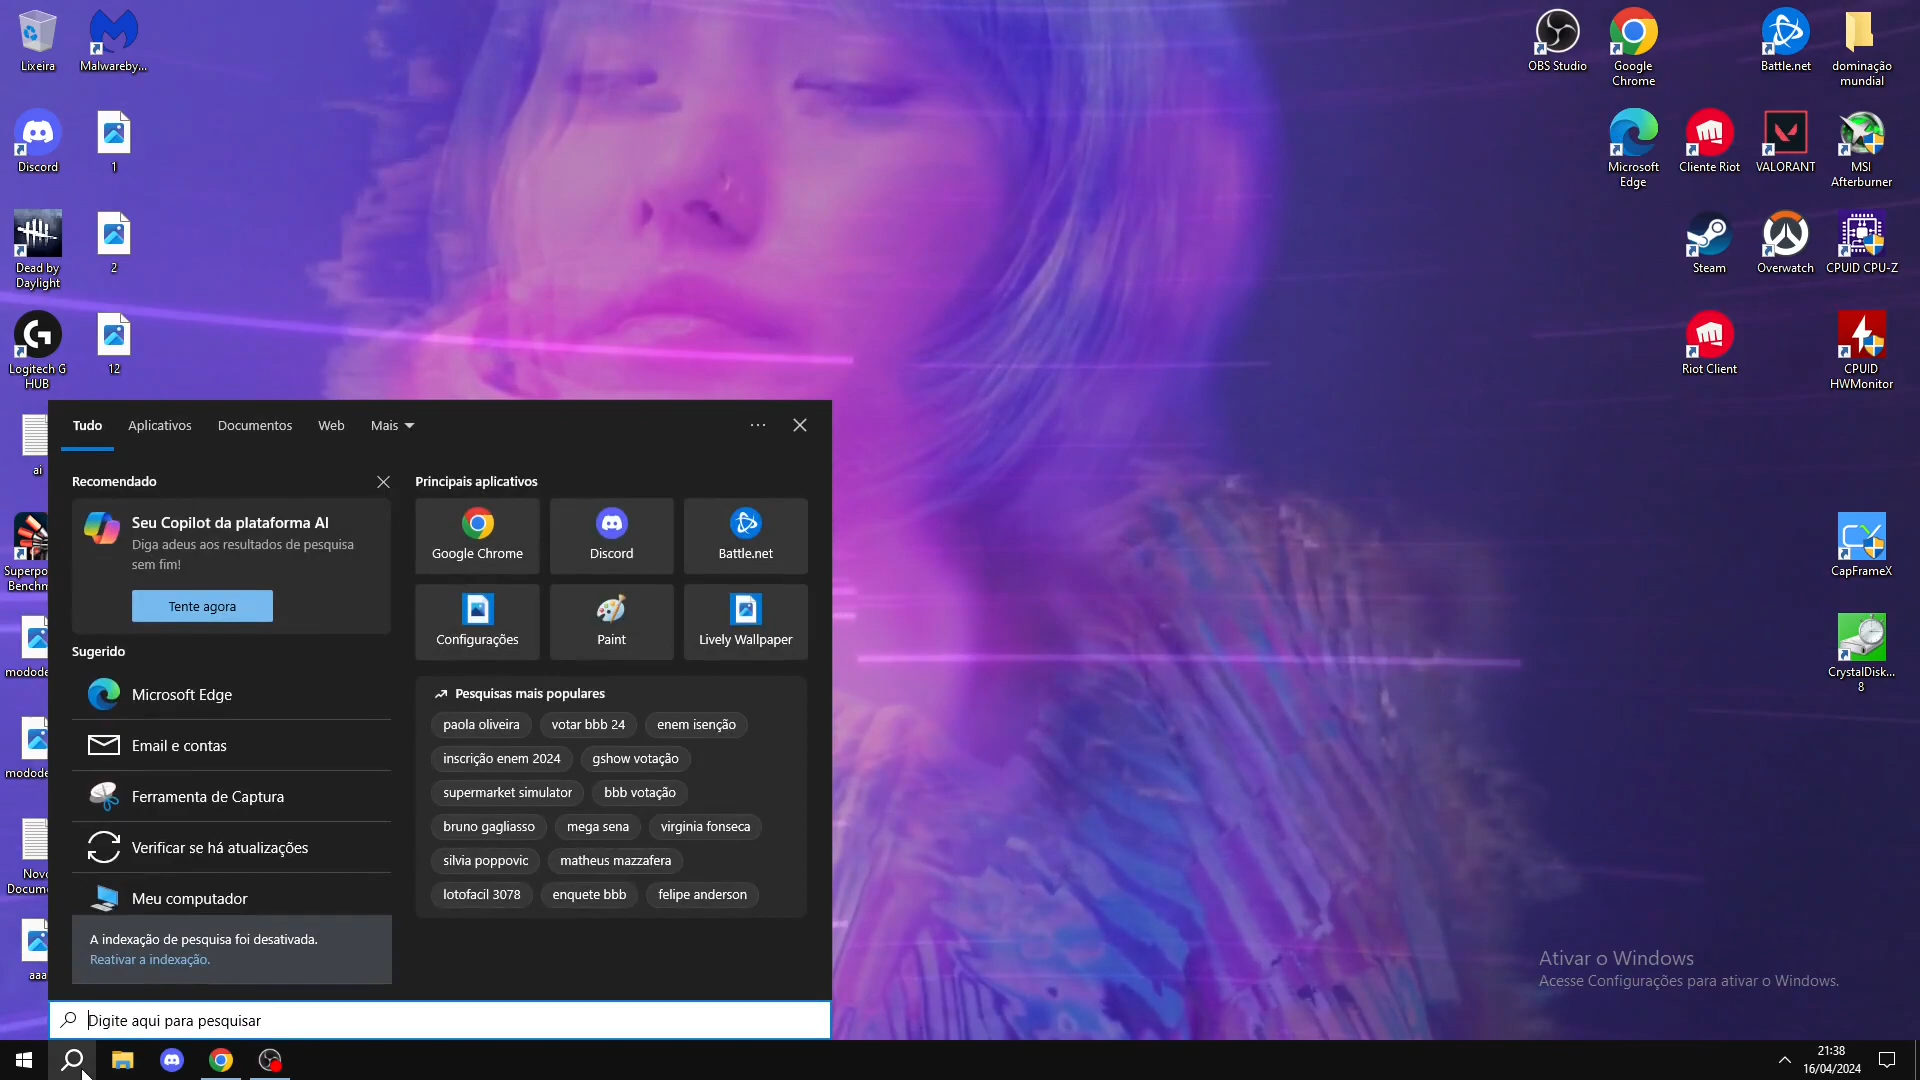 Lixeira
Malwareby...
Discord
1
Dead by
Daylight
2
Logitech G
HUB
12
ai
Superpo
Benchm
modode
modode
Novo
Docum
aaa
OBS Studio
Google
Chrome
Battle.net
dominação
mundial
Microsoft
Edge
Cliente Riot
VALORANT
MSI
Afterburner
Steam
Overwatch
CPUID CPU-Z
Riot Client
CPUID
HWMonitor
CapFrameX
CrystalDisk...
8
Tudo
Aplicativos
Documentos
Web
Mais
Recomendado
Seu Copilot da plataforma AI
Diga adeus aos resultados de pesquisa
sem fim!
Tente agora
Sugerido
Microsoft Edge
Email e contas
Ferramenta de Captura
Verificar se há atualizações
Meu computador
A indexação de pesquisa foi desativada.
Reativar a indexação.
Principais aplicativos
Google Chrome
Discord
Battle.net
Configurações
Paint
Lively Wallpaper
Pesquisas mais populares
paola oliveira
votar bbb 24
enem isenção
inscrição enem 2024
gshow votação
supermarket simulator
bbb votação
bruno gagliasso
mega sena
virginia fonseca
silvia poppovic
matheus mazzafera
lotofacil 3078
enquete bbb
felipe anderson
Digite aqui para pesquisar
Ativar o Windows
Acesse Configurações para ativar o Windows.
21:38
16/04/2024